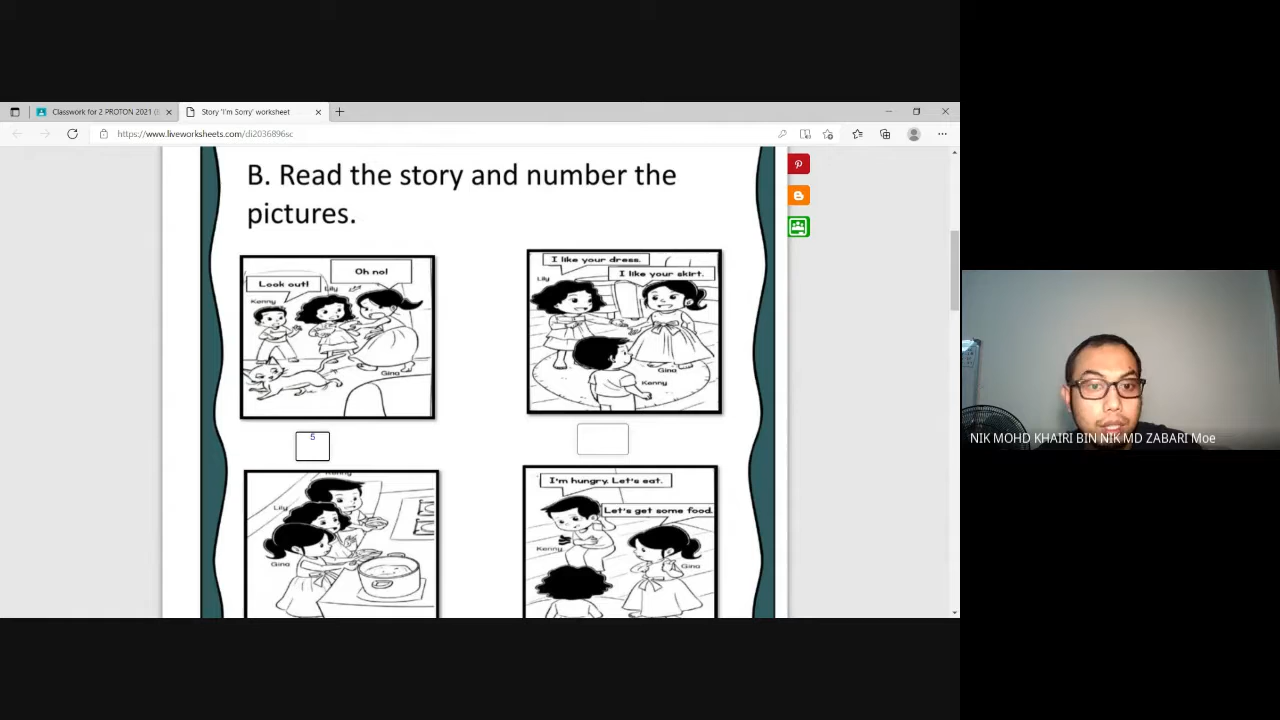 Classwork for 2 PROTON 2021 (
Story 'I'm Sorry' worksheet
https://www.liveworksheets.com/di2036896sc
B. Read the story and number the
pictures.
Oh no!
Look out!
Lily
Kenny
Gina
5
I like your dress.
I like your skirt.
Lily
Gina
Kenny
Kenny
Lily
Gina
I'm hungry. Let's eat.
Let's get some food.
Kenny
Gina
NIK MOHD KHAIRI BIN NIK MD ZABARI Moe